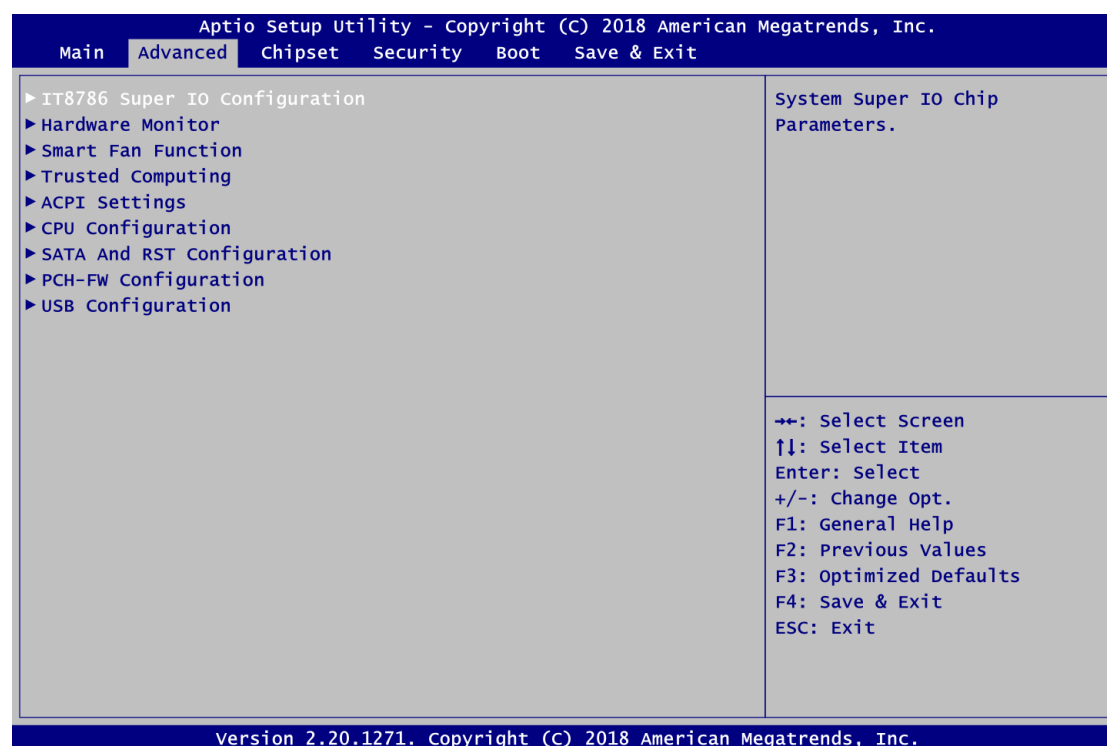 Aptio Setup Utility - Copyright (C) 2018 American Megatrends, Inc.
Main Advanced Chipset Security Boot Save & Exit
►IT8786 Super IO Configuration
►Hardware Monitor
►Smart Fan Function
►Trusted Computing
►ACPI Settings
►CPU Configuration
►SATA And RST Configuration
►PCH-FW Configuration
►USB Configuration
System Super IO Chip
Parameters.
→←: Select Screen
↑↓: Select Item
Enter: Select
+/-: Change Opt.
F1: General Help
F2: Previous Values
F3: Optimized Defaults
F4: Save & Exit
ESC: Exit
Version 2.20.1271. Copyright (C) 2018 American Megatrends, Inc.